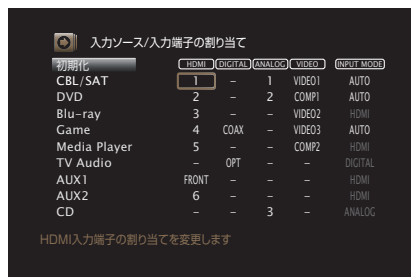 入力ソース/入力端子の割り当て
初期化 HDMI DIGITAL ANALOG VIDEO INPUT MODE
CBL/SAT 1 – 1 VIDEO1 AUTO
DVD 2 – 2 COMP1 AUTO
Blu-ray 3 – – VIDEO2 HDMI
Game 4 COAX – VIDEO3 AUTO
Media Player 5 – – COMP2 HDMI
TV Audio – OPT – – DIGITAL
AUX1 FRONT – – – HDMI
AUX2 6 – – – HDMI
CD – – 3 – ANALOG
HDMI入力端子の割り当てを変更します